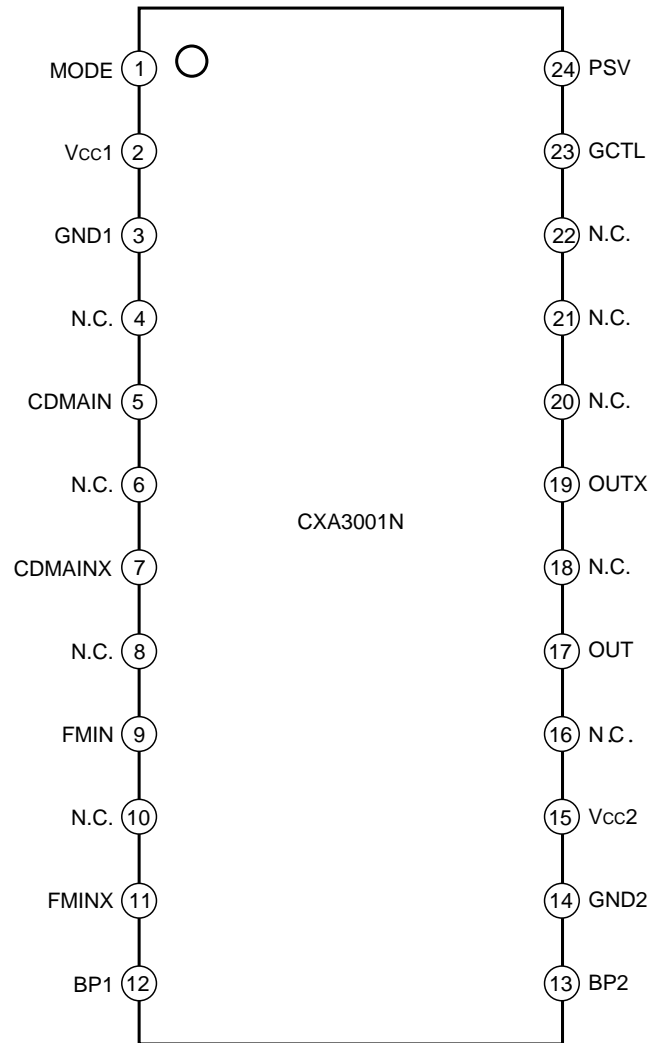 MODE 1 24 PSV
Vcc1 2 23 GCTL
GND1 3 22 N.C.
N.C. 4 21 N.C.
CDMAIN 5 20 N.C.
N.C. 6 19 OUTX
CXA3001N
CDMAINX 7 18 N.C.
N.C. 8 17 OUT
FMIN 9 16 N.C.
N.C. 10 15 Vcc2
FMINX 11 14 GND2
BP1 12 13 BP2